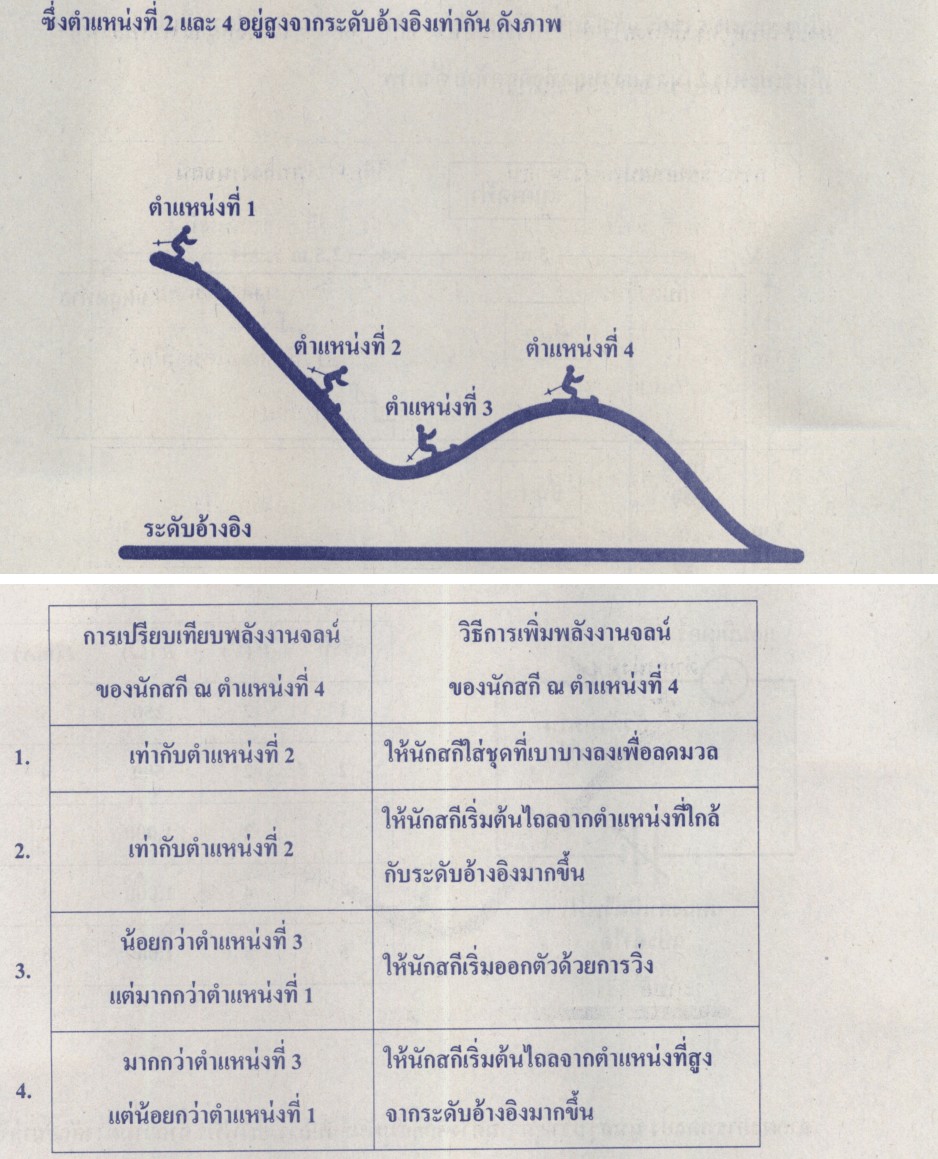 ซึ่งตำแหน่งที่ 2 และ 4 อยู่สูงจากระดับอ้างอิงเท่ากัน ดังภาพ
ตำแหน่งที่ 1
ตำแหน่งที่ 2
ตำแหน่งที่ 4
ตำแหน่งที่ 3
ระดับอ้างอิง
การเปรียบเทียบพลังงานจลน์
ของนักสกี ณ ตำแหน่งที่ 4
วิธีการเพิ่มพลังงานจลน์
ของนักสกี ณ ตำแหน่งที่ 4
1. เท่ากับตำแหน่งที่ 2 ให้นักสกีใส่ชุดที่เบาบางลงเพื่อลดมวล
2. เท่ากับตำแหน่งที่ 2
ให้นักสกีเริ่มต้นไถลจากตำแหน่งที่ใกล้
กับระดับอ้างอิงมากขึ้น
3.
น้อยกว่าตำแหน่งที่ 3
แต่มากกว่าตำแหน่งที่ 1
ให้นักสกีเริ่มออกตัวด้วยการวิ่ง
4.
มากกว่าตำแหน่งที่ 3
แต่น้อยกว่าตำแหน่งที่ 1
ให้นักสกีเริ่มต้นไถลจากตำแหน่งที่สูง
จากระดับอ้างอิงมากขึ้น